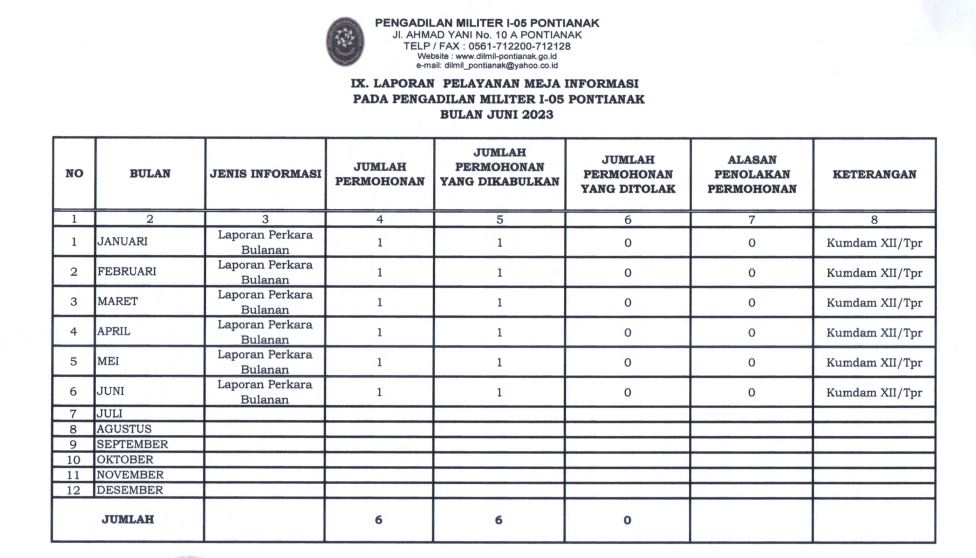 PENGADILAN MILITER I-05 PONTIANAK
Jl. AHMAD YANI No. 10 A PONTIANAK
TELP / FAX : 0561-712200-712128
Website : www.dilmil-pontianak.go.id
e-mail: dilmil_pontianak@yahoo.co.id
IX. LAPORAN PELAYANAN MEJA INFORMASI
PADA PENGADILAN MILITER I-05 PONTIANAK
BULAN JUNI 2023
NO BULAN JENIS INFORMASI JUMLAH PERMOHONAN JUMLAH PERMOHONAN YANG DIKABULKAN JUMLAH PERMOHONAN YANG DITOLAK ALASAN PENOLAKAN PERMOHONAN KETERANGAN
1 2 3 4 5 6 7 8
1 JANUARI Laporan Perkara Bulanan 1 1 0 0 Kumdam XII/Tpr
2 FEBRUARI Laporan Perkara Bulanan 1 1 0 0 Kumdam XII/Tpr
3 MARET Laporan Perkara Bulanan 1 1 0 0 Kumdam XII/Tpr
4 APRIL Laporan Perkara Bulanan 1 1 0 0 Kumdam XII/Tpr
5 MEI Laporan Perkara Bulanan 1 1 0 0 Kumdam XII/Tpr
6 JUNI Laporan Perkara Bulanan 1 1 0 0 Kumdam XII/Tpr
7 JULI
8 AGUSTUS
9 SEPTEMBER
10 OKTOBER
11 NOVEMBER
12 DESEMBER
JUMLAH 6 6 0